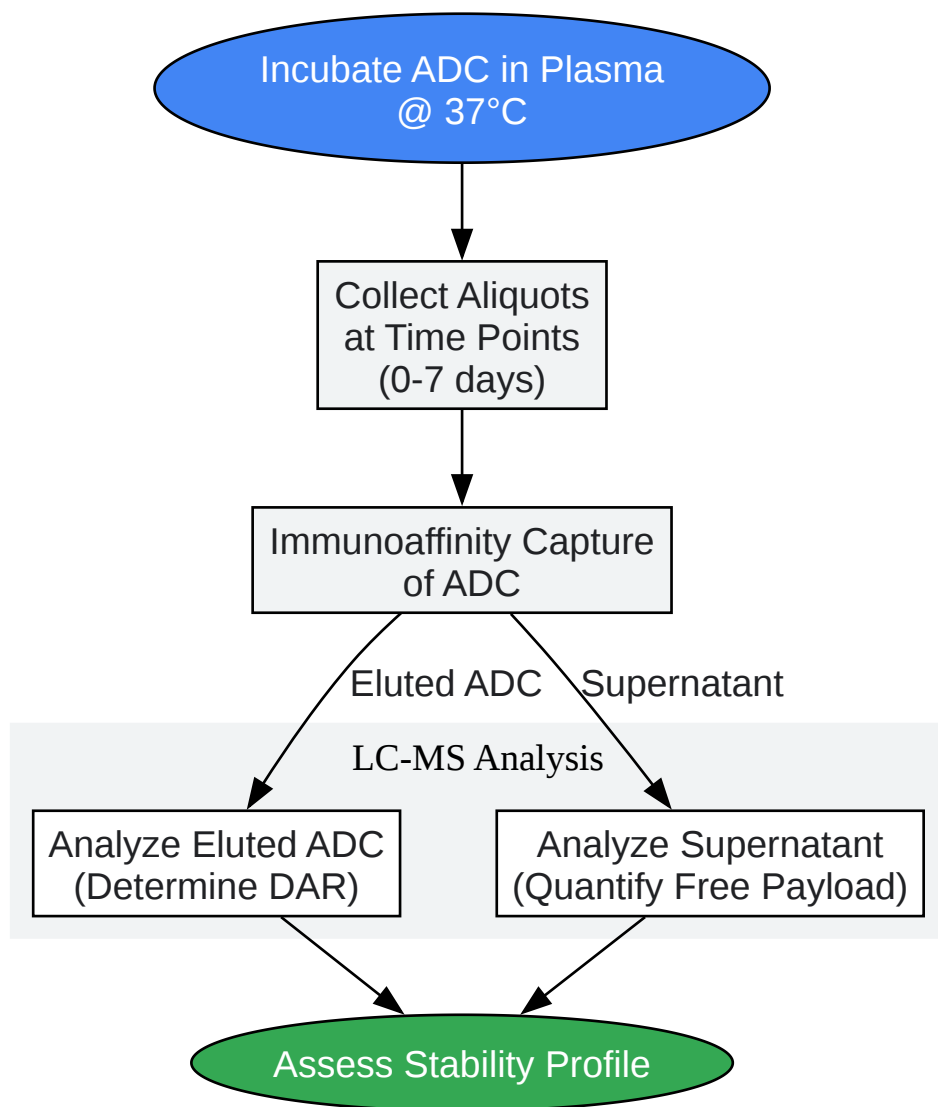 Incubate ADC in Plasma
@ 37°C
Collect Aliquots
at Time Points
(0-7 days)
Immunoaffinity Capture
of ADC
Eluted ADC
Supernatant
LC-MS Analysis
Analyze Eluted ADC
(Determine DAR)
Analyze Supernatant
(Quantify Free Payload)
Assess Stability Profile